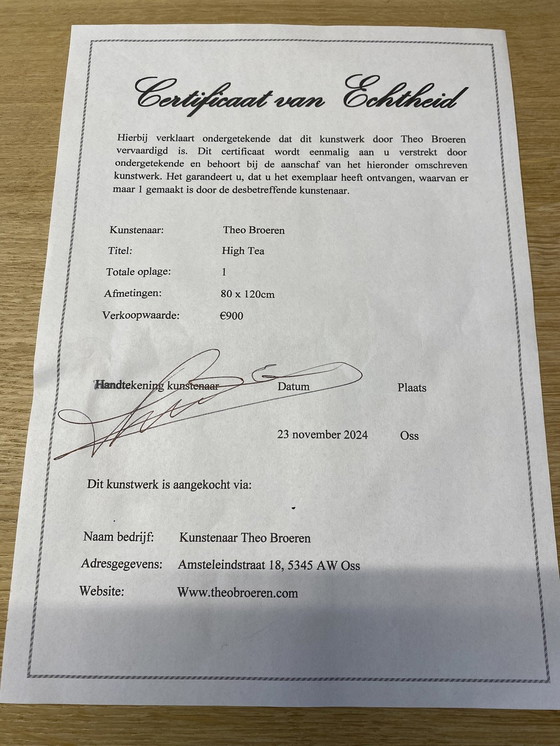 Certificaat van Echtheid
Hierbij verklaart ondergetekende dat dit kunstwerk door Theo Broeren
vervaardigd is. Dit certificaat wordt eenmalig aan u verstrekt door
ondergetekende en behoort bij de aanschaf van het hieronder omschreven
kunstwerk. Het garandeert u, dat u het exemplaar heeft ontvangen, waarvan er
maar 1 gemaakt is door de desbetreffende kunstenaar.
Kunstenaar: Theo Broeren
Titel: High Tea
Totale oplage: 1
Afmetingen: 80 x 120cm
Verkoopwaarde: €900
Handtekening kunstenaar Datum Plaats
23 november 2024 Oss
Dit kunstwerk is aangekocht via:
Naam bedrijf: Kunstenaar Theo Broeren
Adresgegevens: Amsteleindstraat 18, 5345 AW Oss
Website: Www.theobroeren.com